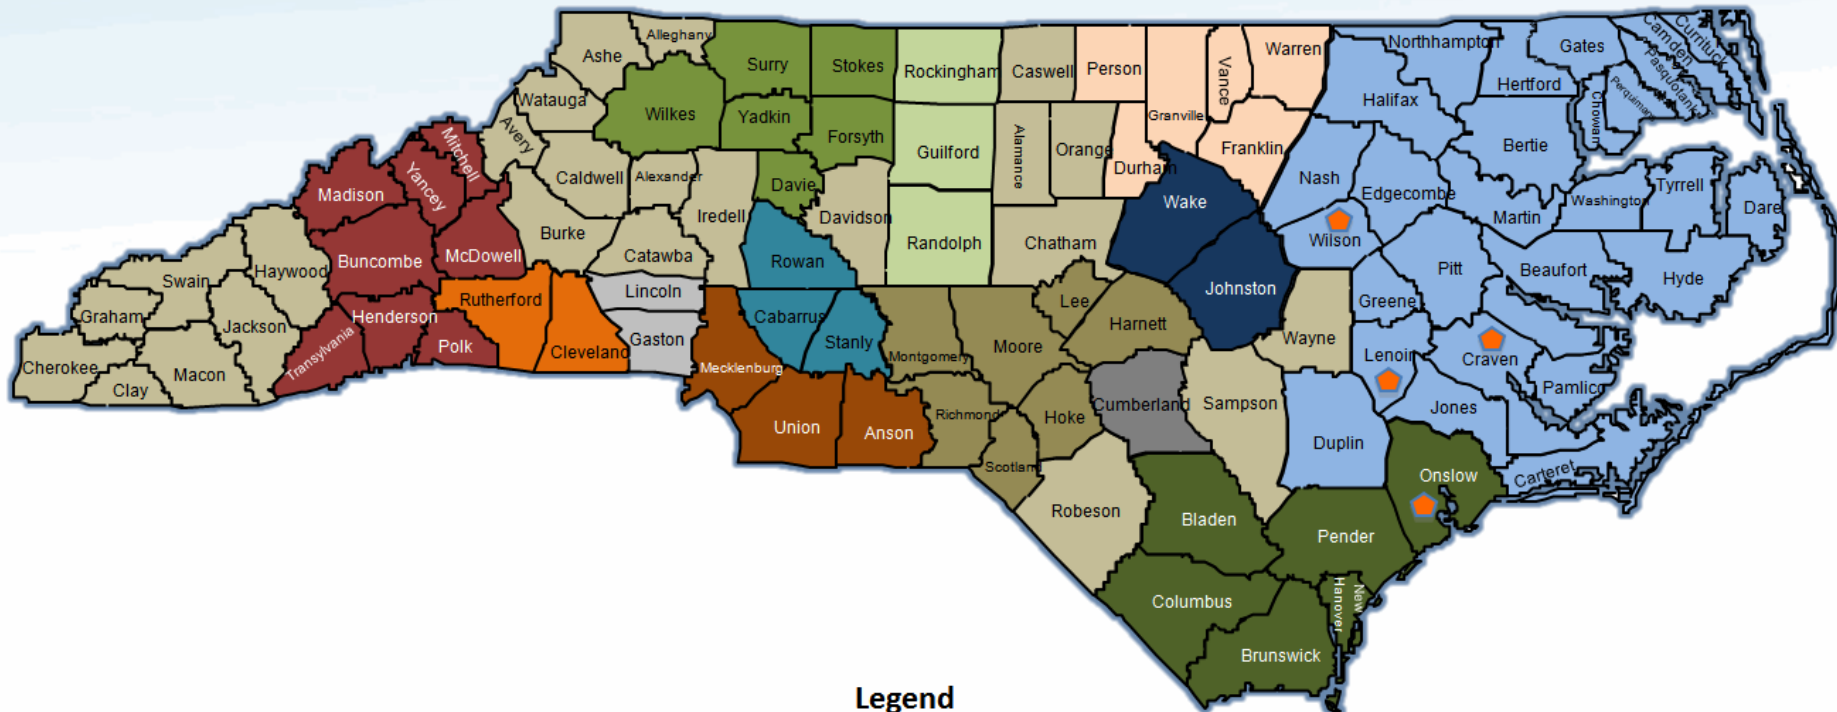 Ashe
Alleghany
Surry
Stokes
Rockingham
Caswell
Person
Granville
Vance
Warren
Northhampton
Gates
Camden
Currituck
Pasquotank
Perquimans
Hertford
Chowan
Halifax
Watauga
Wilkes
Yadkin
Forsyth
Guilford
Alamance
Orange
Durham
Franklin
Bertie
Mitchell
Avery
Caldwell
Alexander
Davie
Nash
Edgecombe
Martin
Washington
Tyrrell
Dare
Madison
Yancey
Iredell
Davidson
Randolph
Chatham
Wake
Wilson
Burke
Catawba
Rowan
McDowell
Buncombe
Haywood
Swain
Pitt
Beaufort
Hyde
Rutherford
Lincoln
Cabarrus
Lee
Harnett
Johnston
Greene
Graham
Jackson
Henderson
Transylvania
Polk
Cleveland
Gaston
Stanly
Montgomery
Moore
Wayne
Lenoir
Craven
Pamlico
Cherokee
Clay
Macon
Mecklenburg
Union
Anson
Richmond
Scotland
Hoke
Cumberland
Sampson
Duplin
Jones
Carteret
Onslow
Robeson
Bladen
Pender
Columbus
New
Hanover
Brunswick
Legend